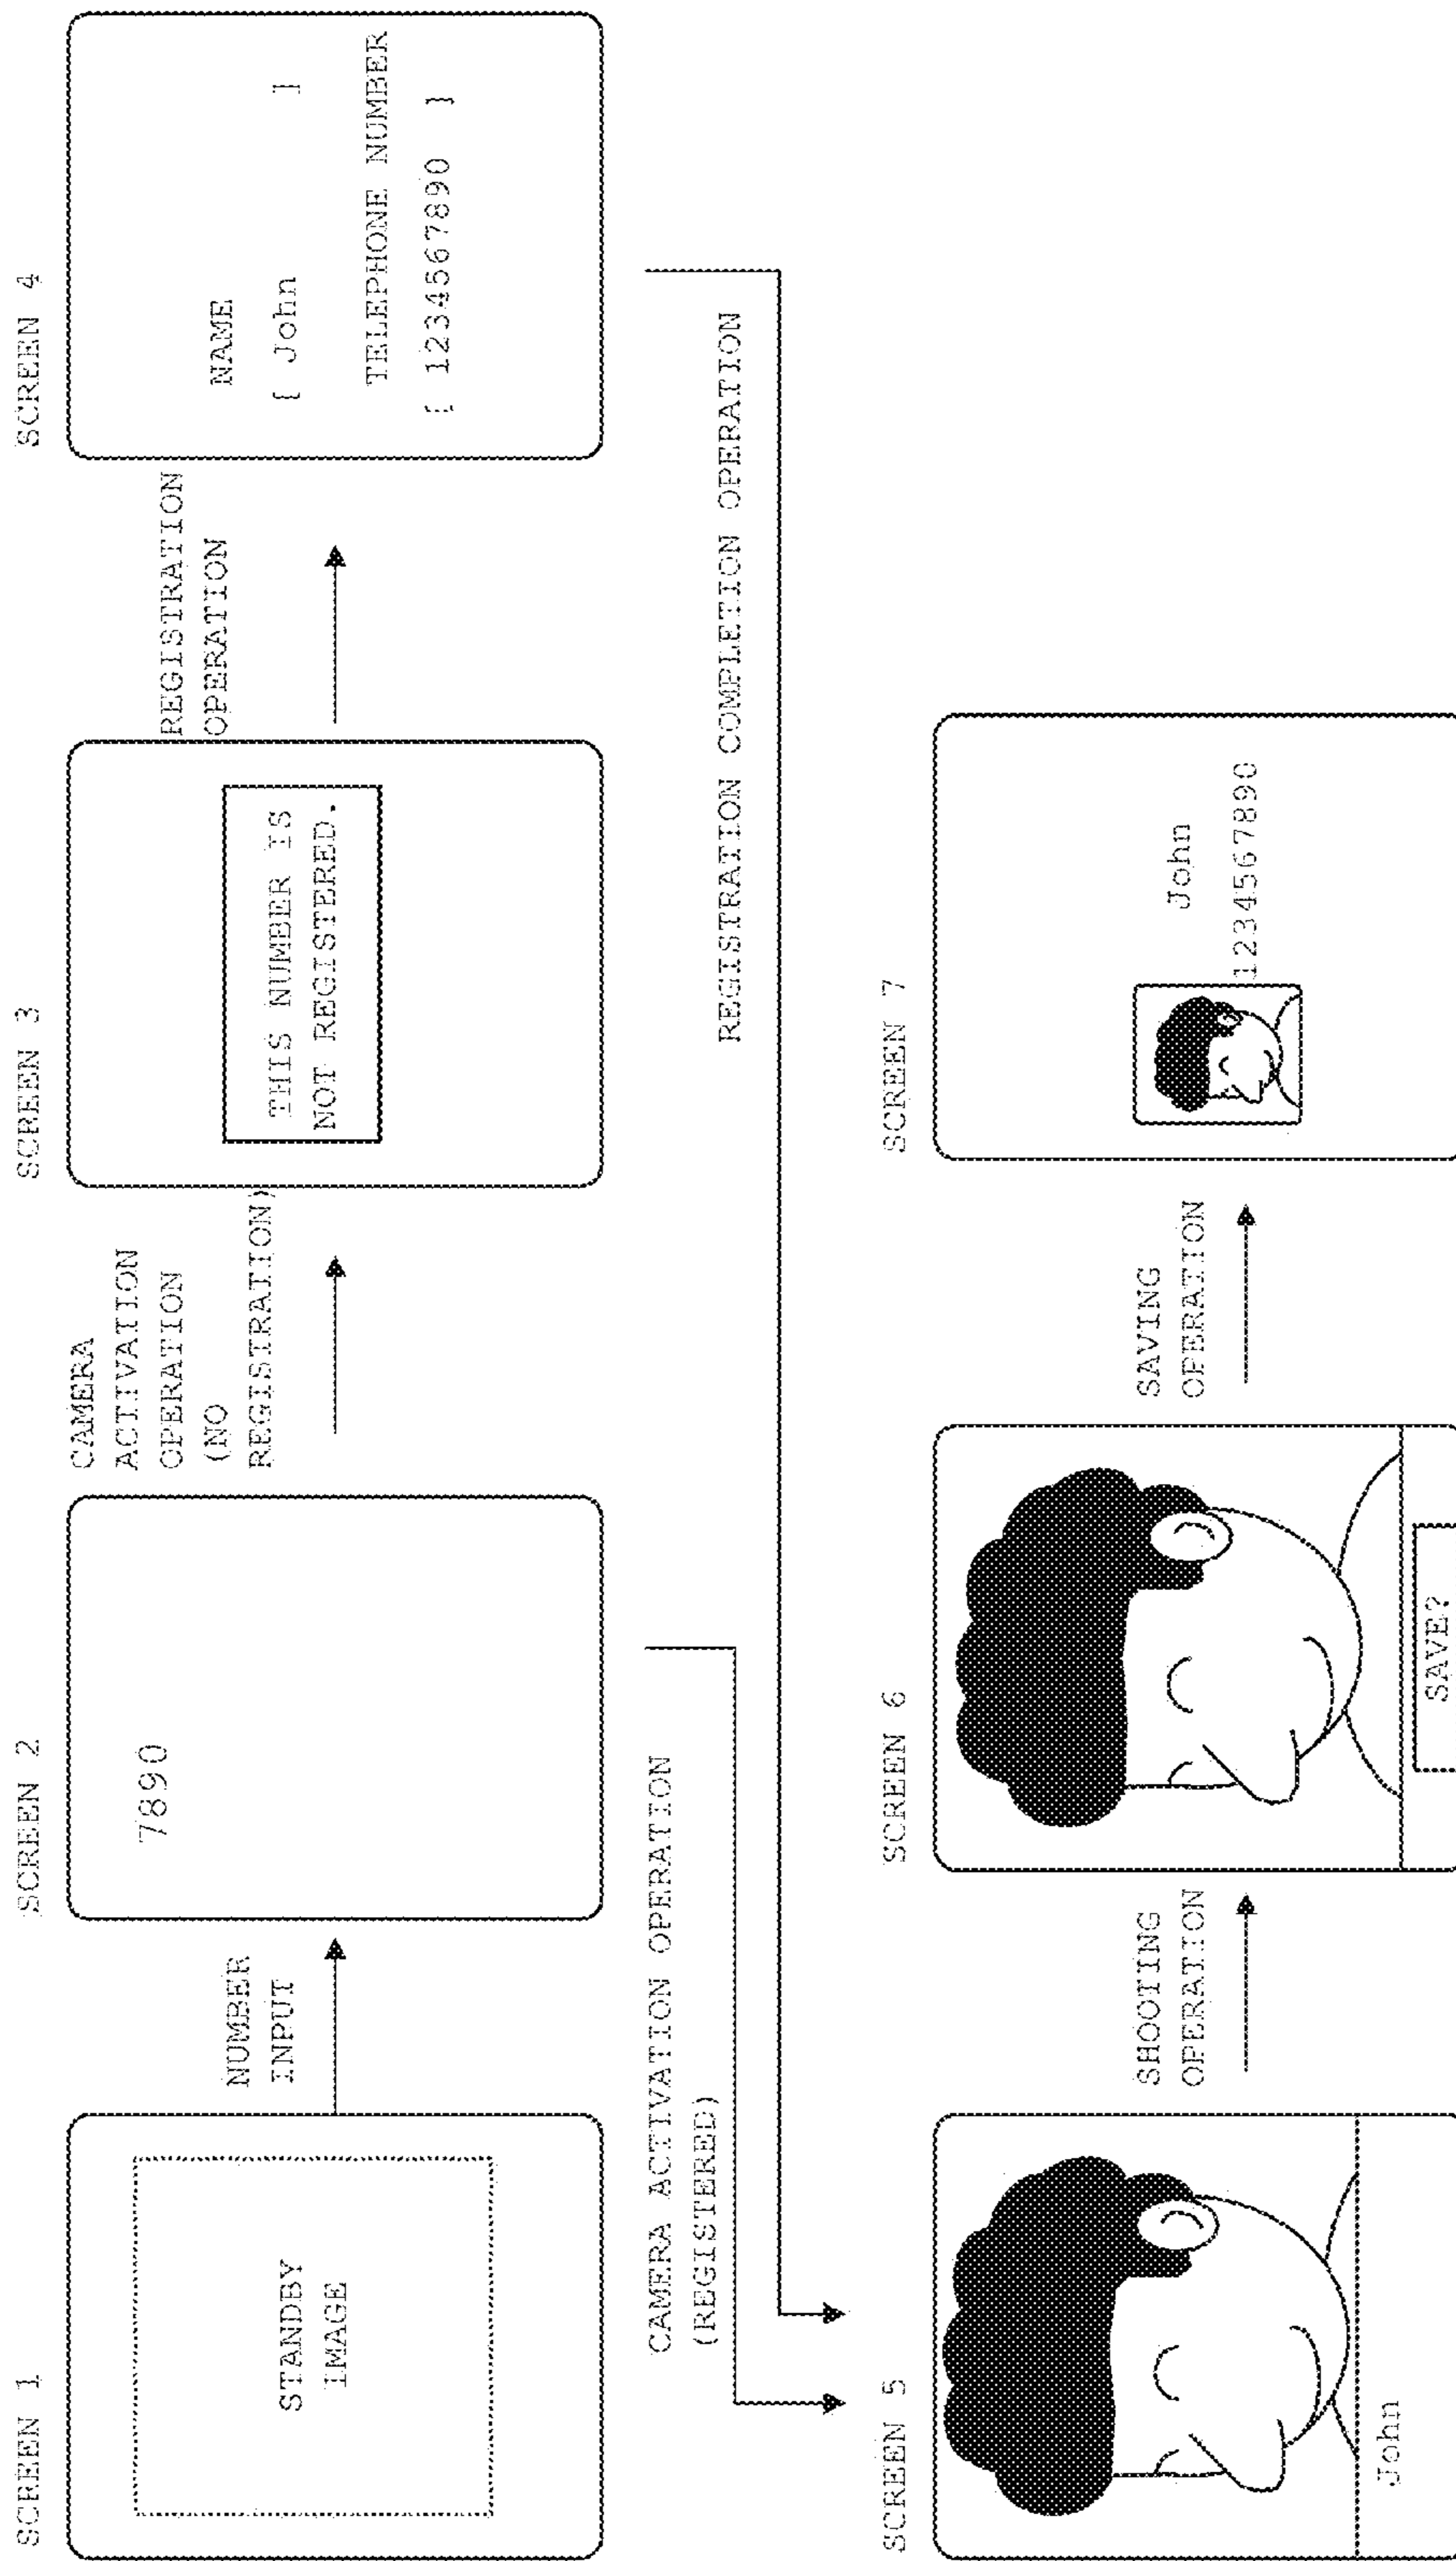 SCREEN 1
STANDBY
IMAGE
NUMBER
INPUT
SCREEN 2
7890
CAMERA
ACTIVATION
OPERATION
(NO
REGISTRATION)
SCREEN 3
THIS NUMBER IS
NOT REGISTERED.
REGISTRATION
OPERATION
SCREEN 4
NAME
[ John ]
TELEPHONE NUMBER
[ 1234567890 ]
CAMERA ACTIVATION OPERATION
(REGISTERED)
REGISTRATION COMPLETION OPERATION
SCREEN 5
John
SHOOTING
OPERATION
SCREEN 6
SAVE?
SAVING
OPERATION
SCREEN 7
John
1234567890